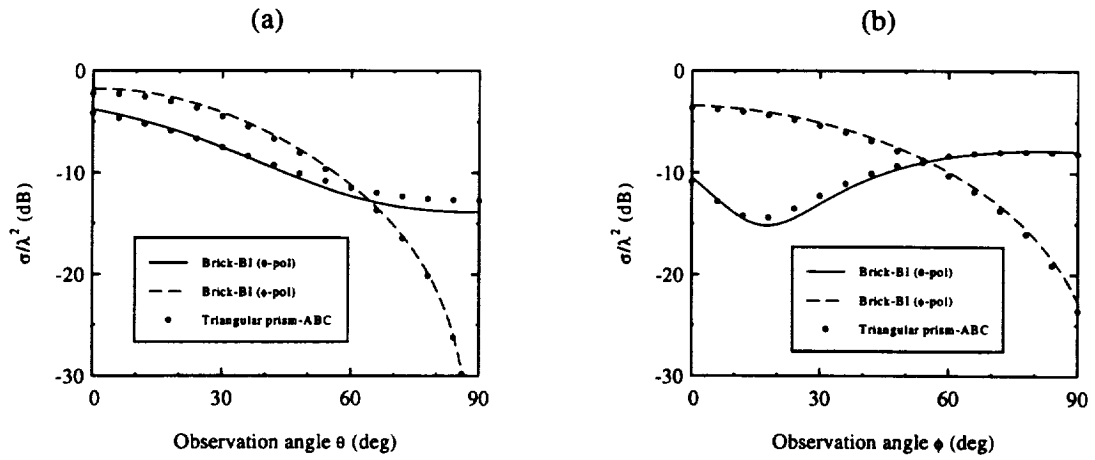 (a)
0
-10
-20
-30
σ/λ² (dB)
Brick-BI (θ-pol)
Brick-BI (φ-pol)
Triangular prism-ABC
0 30 60 90
Observation angle θ (deg)
(b)
0
-10
-20
-30
σ/λ² (dB)
Brick-BI (θ-pol)
Brick-BI (φ-pol)
Triangular prism-ABC
0 30 60 90
Observation angle φ (deg)